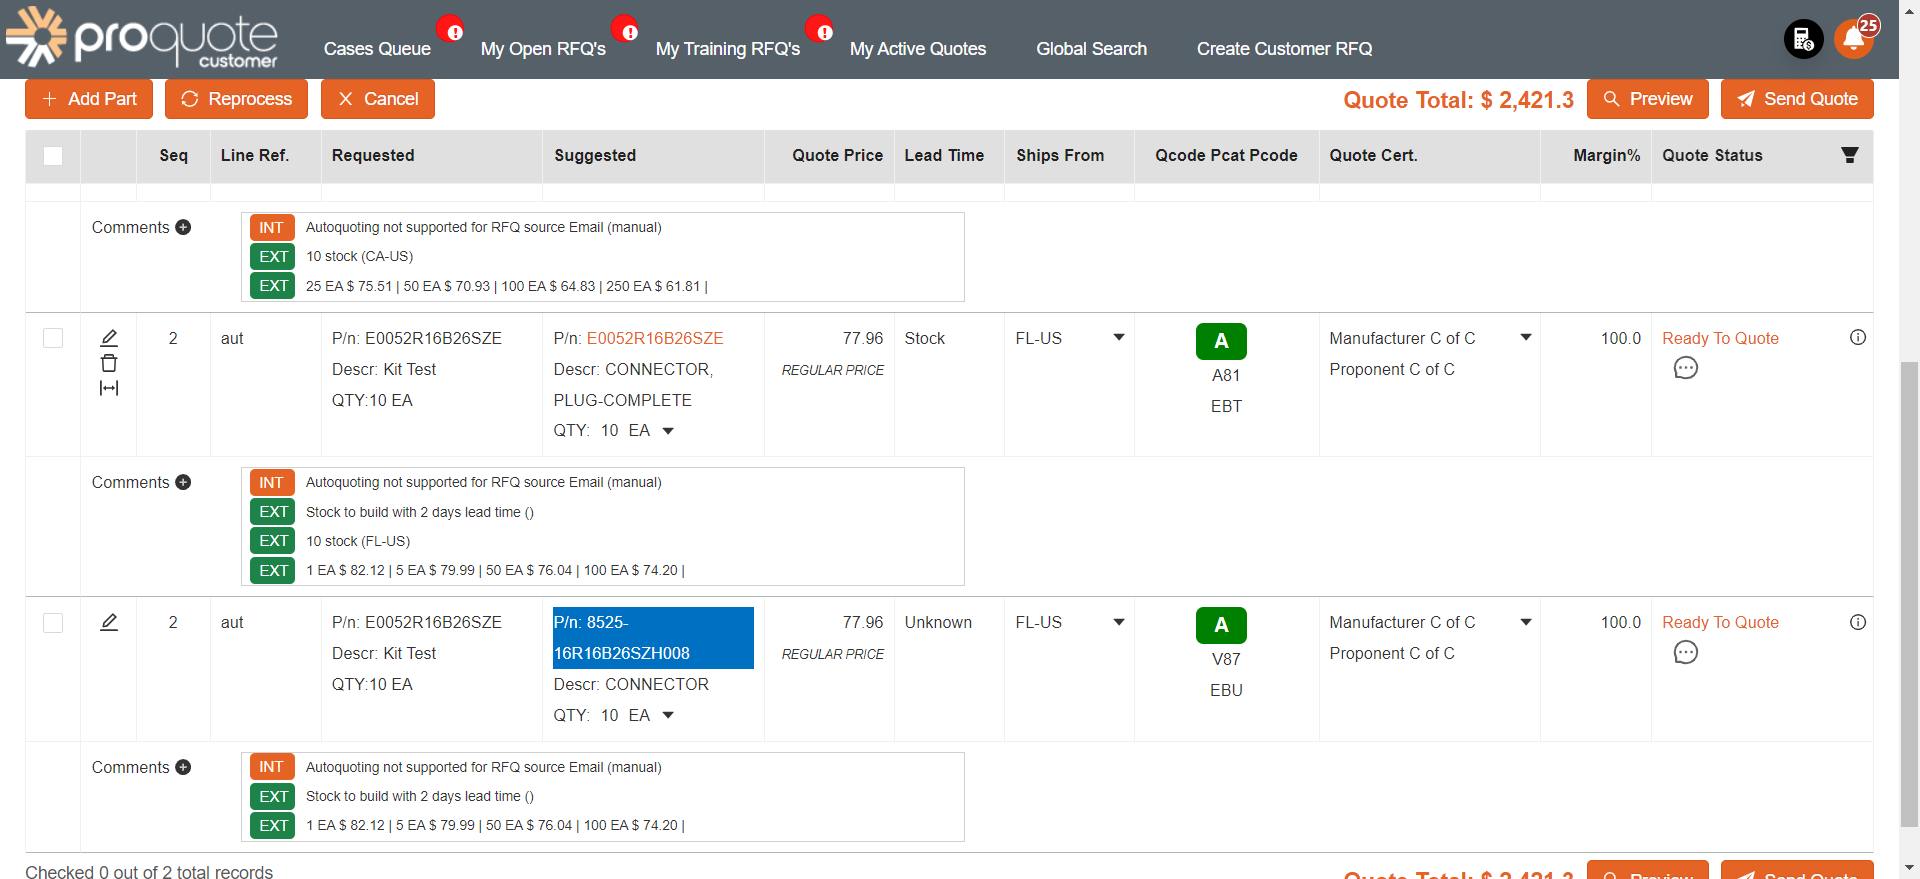 proquote
customer
Cases Queue
My Open RFQ's
My Training RFQ's
My Active Quotes
Global Search
Create Customer RFQ
25
Add Part
Reprocess
Cancel
Quote Total: $ 2,421.3
Preview
Send Quote
Seq
Line Ref.
Requested
Suggested
Quote Price
Lead Time
Ships From
Qcode Pcat Pcode
Quote Cert.
Margin%
Quote Status
Comments
INT Autoquoting not supported for RFQ source Email (manual)
EXT 10 stock (CA-US)
EXT 25 EA $ 75.51 | 50 EA $ 70.93 | 100 EA $ 64.83 | 250 EA $ 61.81 |
2
aut
P/n: E0052R16B26SZE
Descr: Kit Test
QTY:10 EA
P/n: E0052R16B26SZE
Descr: CONNECTOR,
PLUG-COMPLETE
QTY: 10 EA
77.96
REGULAR PRICE
Stock
FL-US
A
A81
EBT
Manufacturer C of C
Proponent C of C
100.0
Ready To Quote
Comments
INT Autoquoting not supported for RFQ source Email (manual)
EXT Stock to build with 2 days lead time ()
EXT 10 stock (FL-US)
EXT 1 EA $ 82.12 | 5 EA $ 79.99 | 50 EA $ 76.04 | 100 EA $ 74.20 |
2
aut
P/n: E0052R16B26SZE
Descr: Kit Test
QTY:10 EA
P/n: 8525-
16R16B26SZH008
Descr: CONNECTOR
QTY: 10 EA
77.96
REGULAR PRICE
Unknown
FL-US
A
V87
EBU
Manufacturer C of C
Proponent C of C
100.0
Ready To Quote
Comments
INT Autoquoting not supported for RFQ source Email (manual)
EXT Stock to build with 2 days lead time ()
EXT 1 EA $ 82.12 | 5 EA $ 79.99 | 50 EA $ 76.04 | 100 EA $ 74.20 |
Checked 0 out of 2 total records
Quote Total: $ 2,421.3
Preview
Send Quote